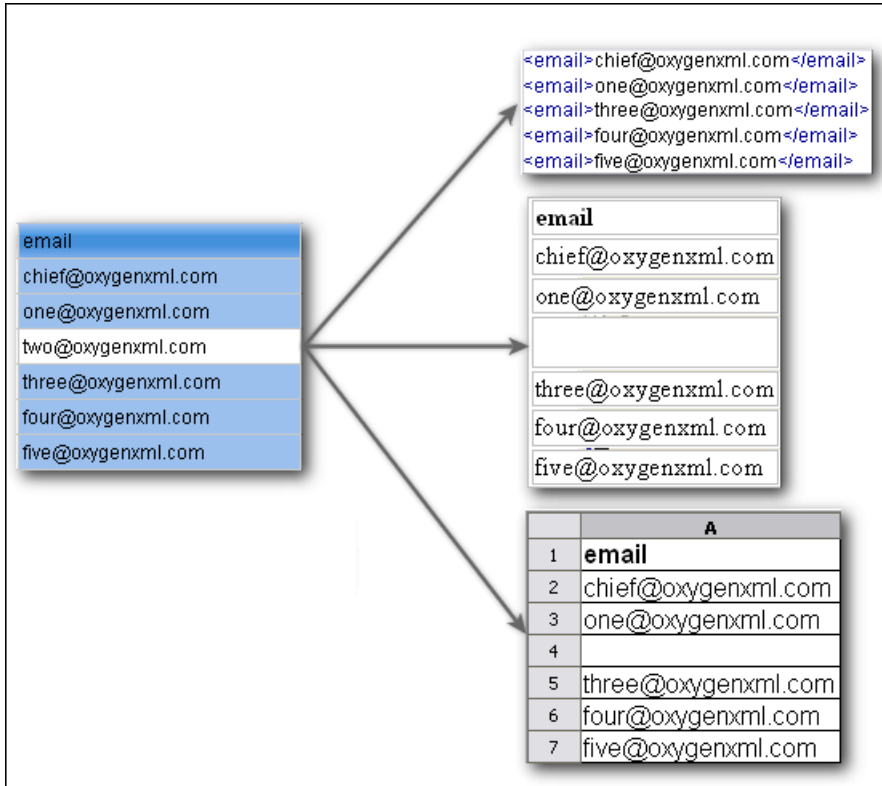 email
chief@oxygenxml.com
one@oxygenxml.com
two@oxygenxml.com
three@oxygenxml.com
four@oxygenxml.com
five@oxygenxml.com
<email>chief@oxygenxml.com</email>
<email>one@oxygenxml.com</email>
<email>three@oxygenxml.com</email>
<email>four@oxygenxml.com</email>
<email>five@oxygenxml.com</email>
email
chief@oxygenxml.com
one@oxygenxml.com
three@oxygenxml.com
four@oxygenxml.com
five@oxygenxml.com
A
1 email
2 chief@oxygenxml.com
3 one@oxygenxml.com
4
5 three@oxygenxml.com
6 four@oxygenxml.com
7 five@oxygenxml.com